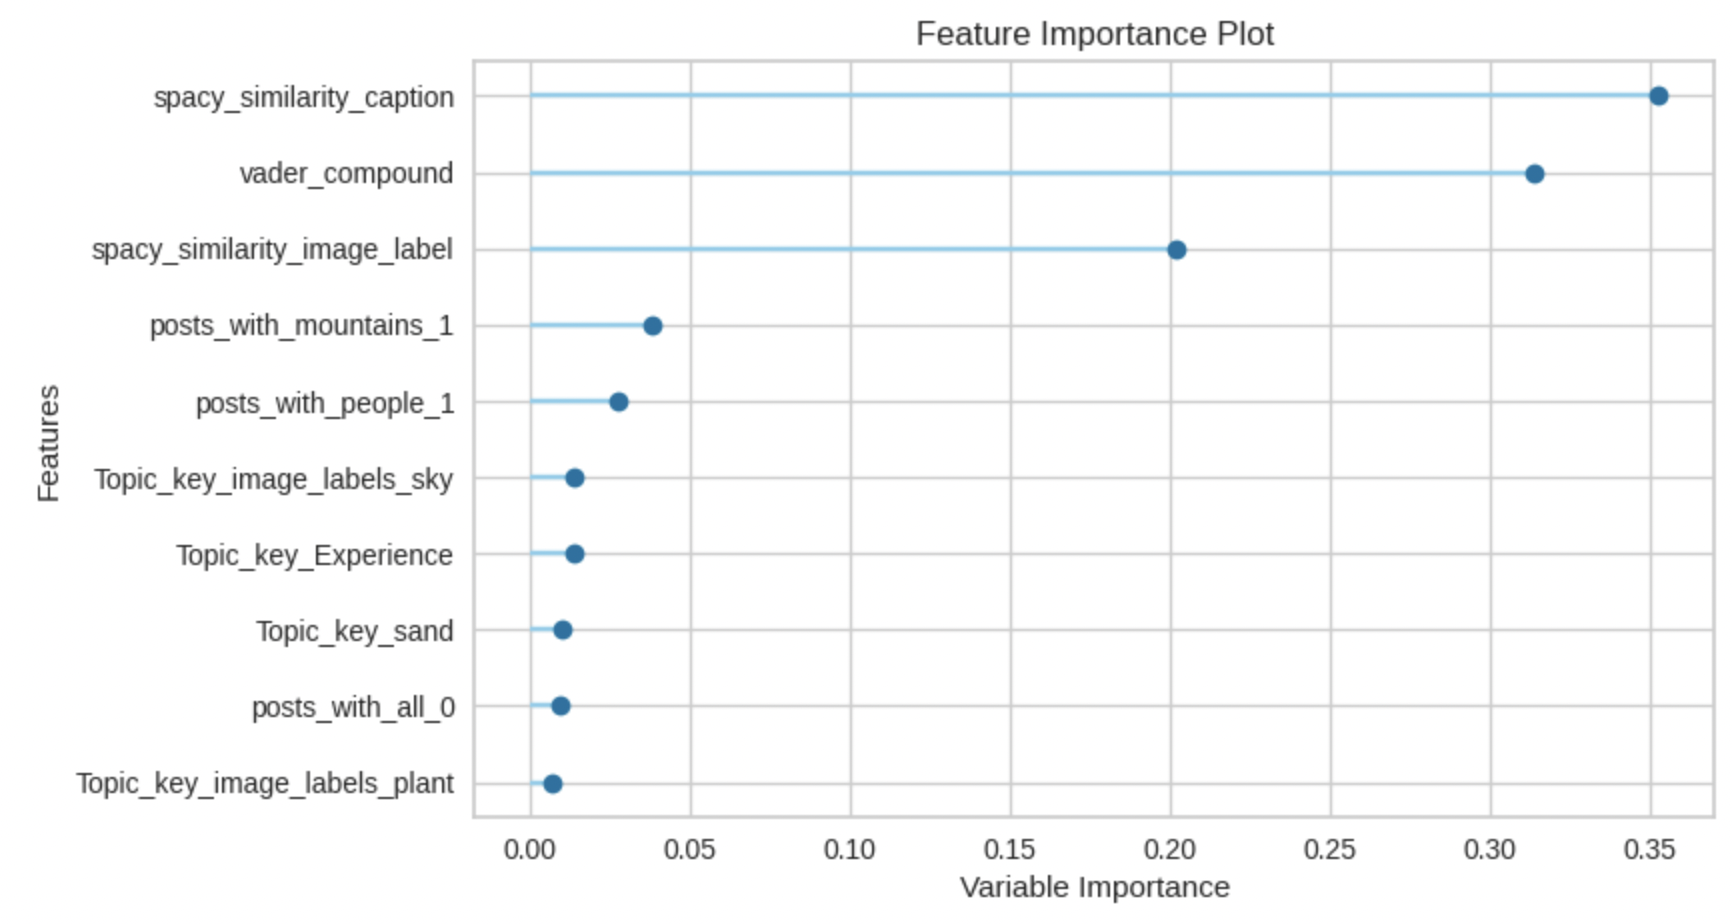 Feature Importance Plot
spacy_similarity_caption
vader_compound
spacy_similarity_image_label
posts_with_mountains_1
posts_with_people_1
Topic_key_image_labels_sky
Topic_key_Experience
Topic_key_sand
posts_with_all_0
Topic_key_image_labels_plant
Features
0.00 0.05 0.10 0.15 0.20 0.25 0.30 0.35
Variable Importance